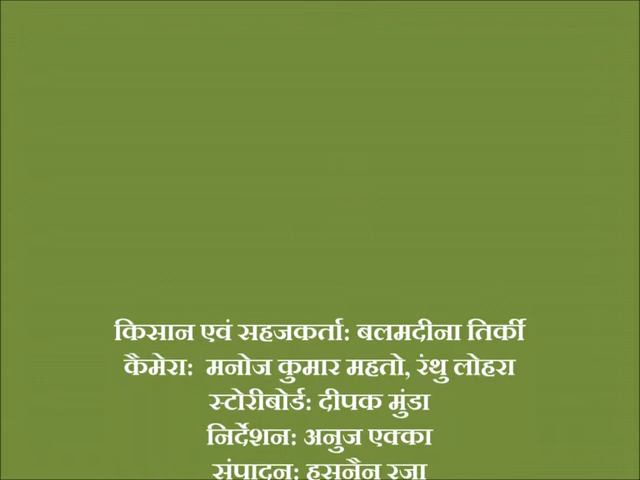 किसान एवं सहजकर्ता: बलमदीना तिर्की
कैमेरा: मनोज कुमार महतो, रंथु लोहरा
स्टोरीबोर्ड: दीपक मुंडा
निर्देशन: अनुज एक्का
संपादन: हसनैन रजा